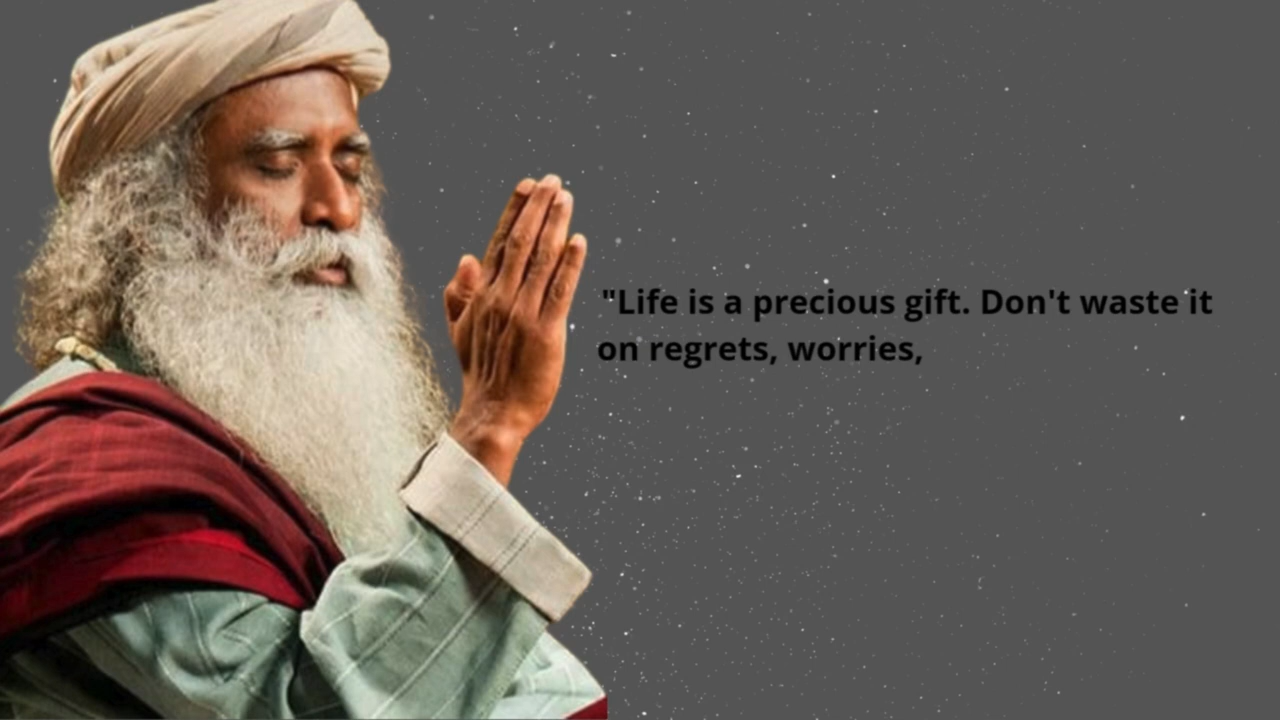 "Life is a precious gift. Don't waste it
on regrets, worries,